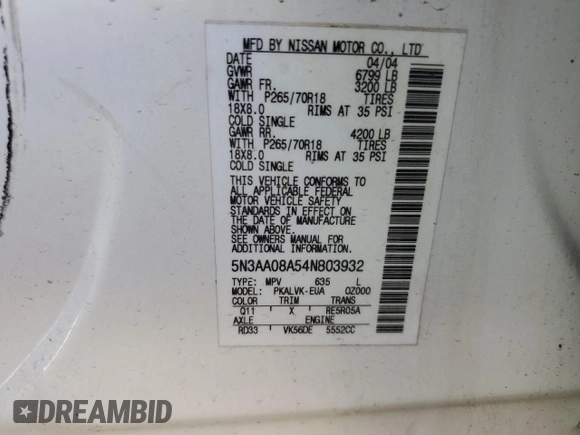 MFD BY NISSAN MOTOR CO., LTD
DATE 04/04
GVWR 6799 LB
GAWR FR. 3200 LB
WITH P265/70R18 TIRES
18X8.0 RIMS AT 35 PSI
COLD SINGLE
GAWR RR. 4200 LB
WITH P265/70R18 TIRES
18X8.0 RIMS AT 35 PSI
COLD SINGLE
THIS VEHICLE CONFORMS TO
ALL APPLICABLE FEDERAL
MOTOR VEHICLE SAFETY
STANDARDS IN EFFECT ON
THE DATE OF MANUFACTURE
SHOWN ABOVE.
SEE OWNERS MANUAL FOR
ADDITIONAL INFORMATION.
5N3AA08A54N803932
TYPE: MPV 635 L
MODEL: PKALVK-EUA QZ000
COLOR TRIM TRANS
Q11 X RE5R05A
AXLE ENGINE
RD33 VK56DE 5552CC
DREAMBID